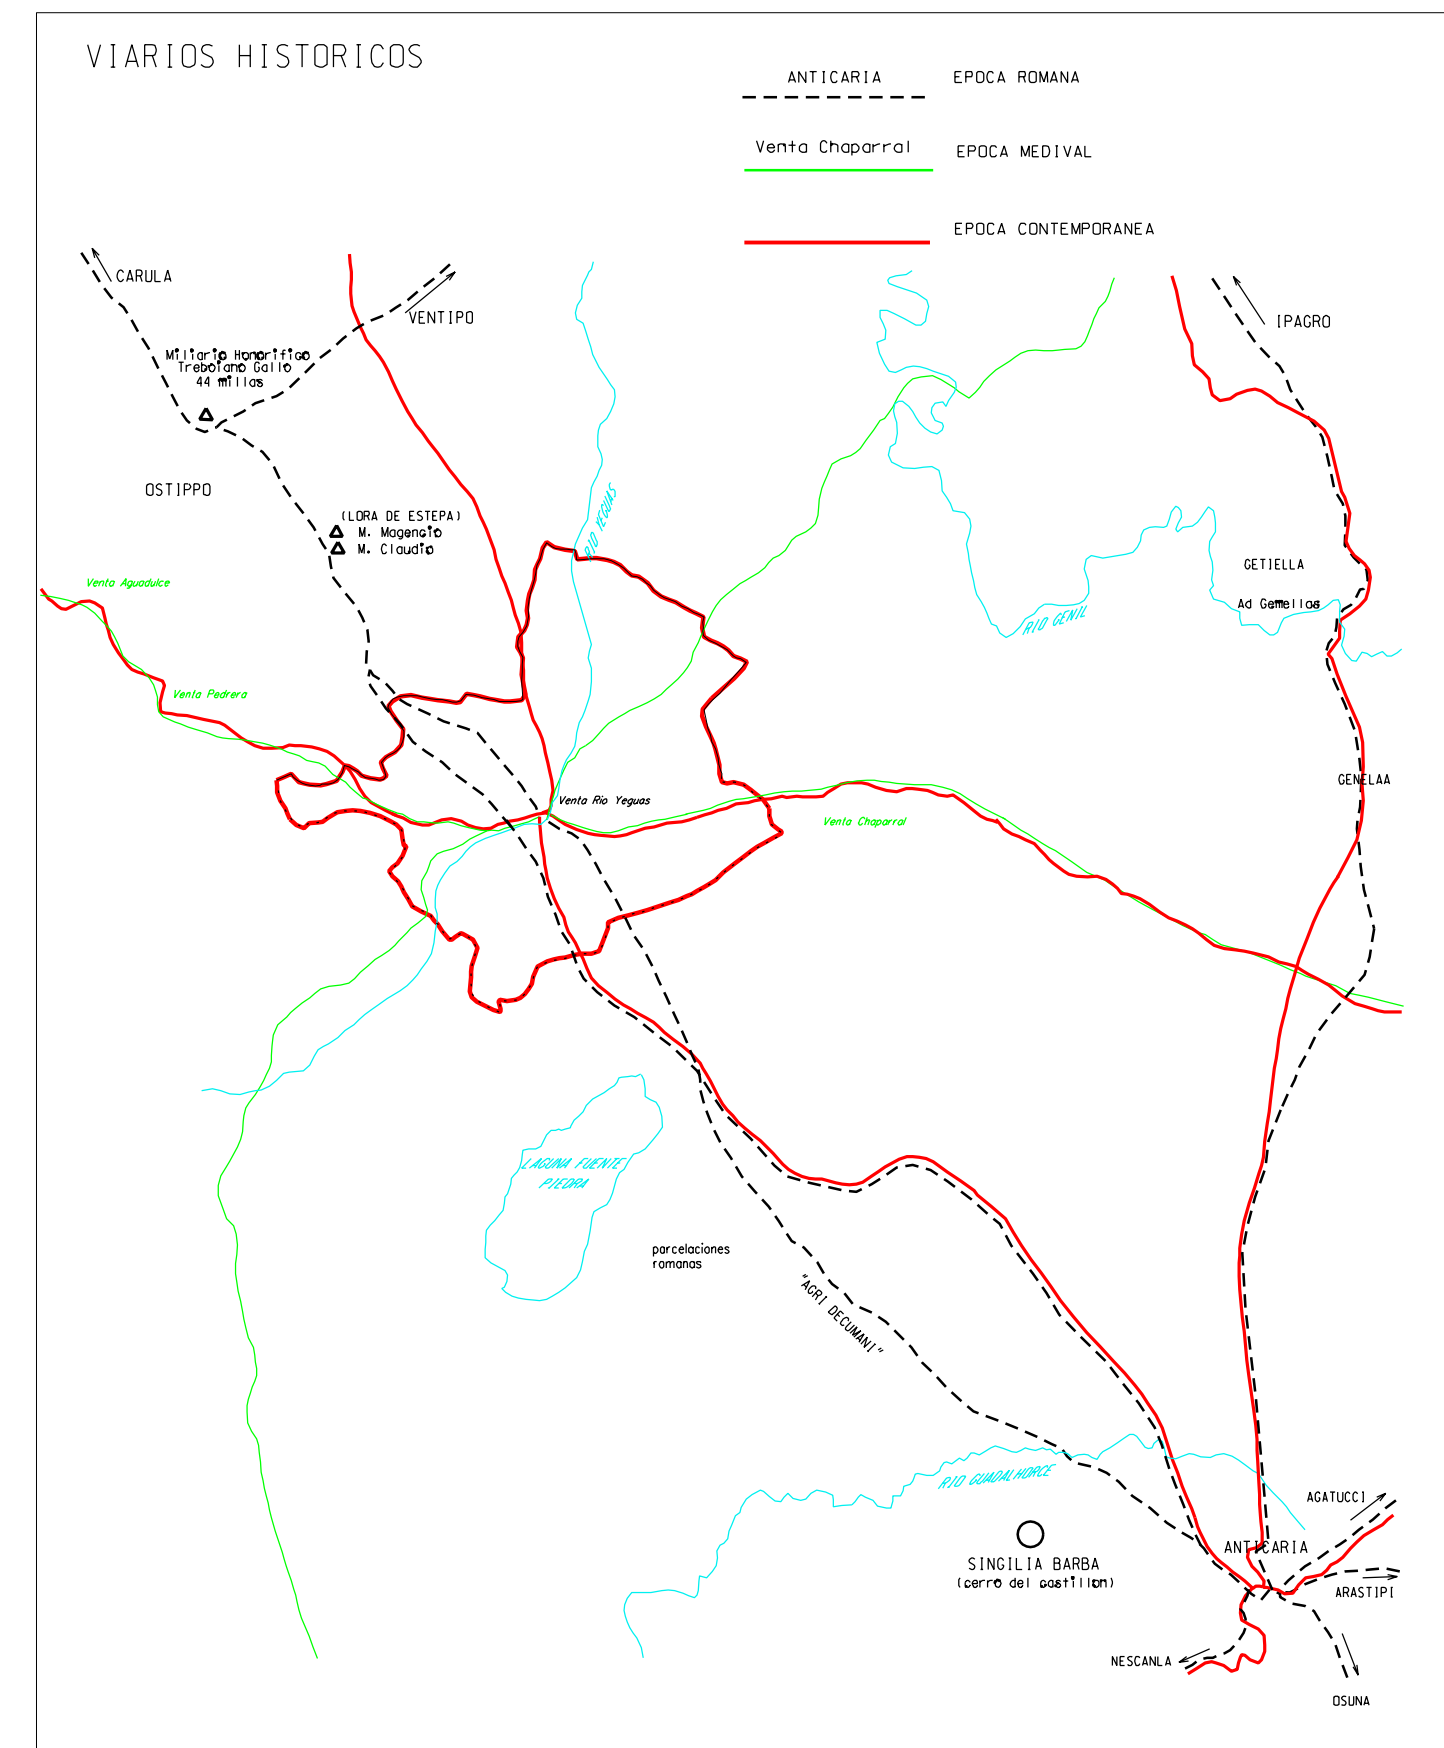 VIARIOS HISTORICOS
ANTICARIA EPOCA ROMANA
Venta Chaparral EPOCA MEDIVAL
EPOCA CONTEMPORANEA
CARULA
VENTIPO
IPAGRO
Miliario Honorifico
Treboiano Gallo
44 millas
OSTIPPO
(LORA DE ESTEPA)
M. Magencio
M. Claudio
RIO YEGUAS
GETIELLA
Ad Gemellas
RIO GENIL
Venta Aguadulce
Venta Pedrera
GENELAA
Venta Rio Yeguas
Venta Chaparral
LAGUNA FUENTE
PIEDRA
parcelaciones
romanas
"AGRI DECUMANI"
RIO GUADALHORCE
AGATUCCI
ANTICARIA
SINGILIA BARBA
(cerro del castillon)
ARASTIPI
NESCANLA
OSUNA